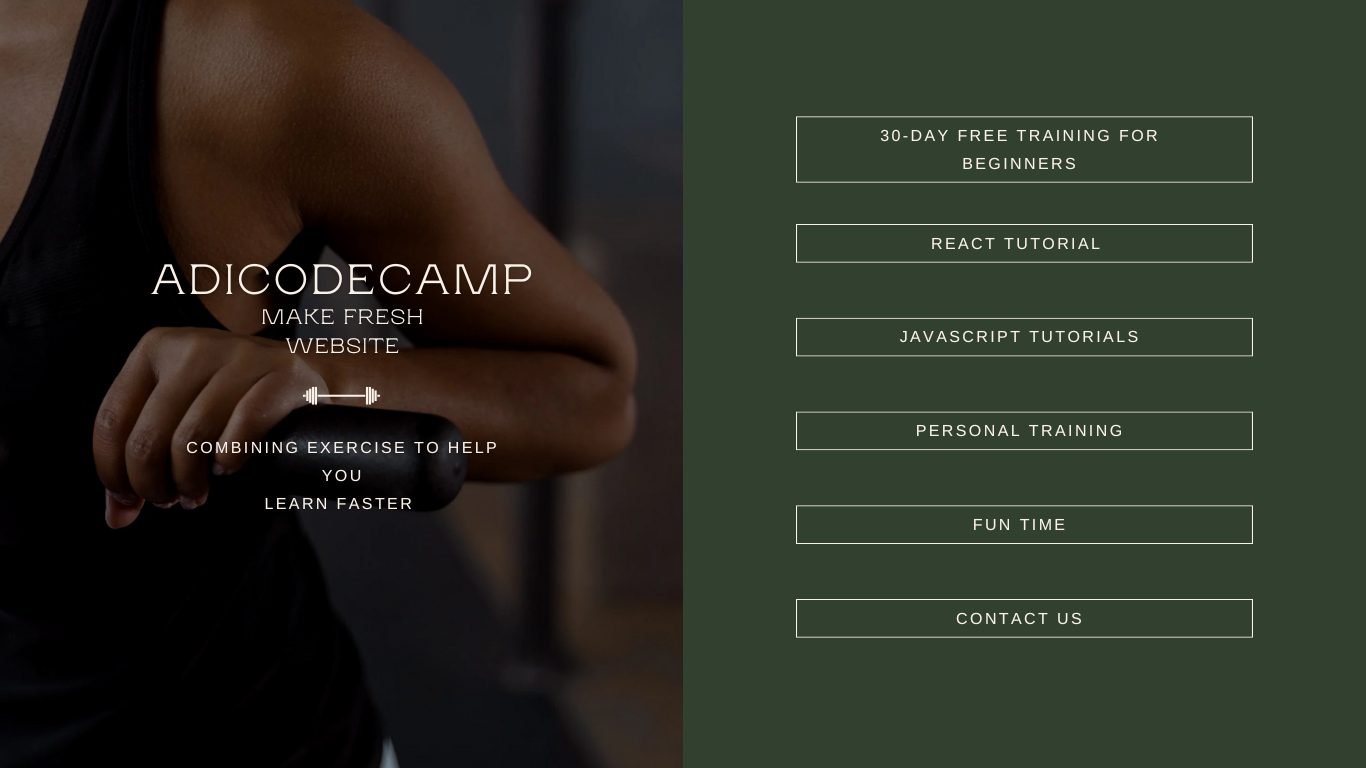 ADICODECAMP
MAKE FRESH
WEBSITE
COMBINING EXERCISE TO HELP
YOU
LEARN FASTER
30-DAY FREE TRAINING FOR
BEGINNERS
REACT TUTORIAL
JAVASCRIPT TUTORIALS
PERSONAL TRAINING
FUN TIME
CONTACT US